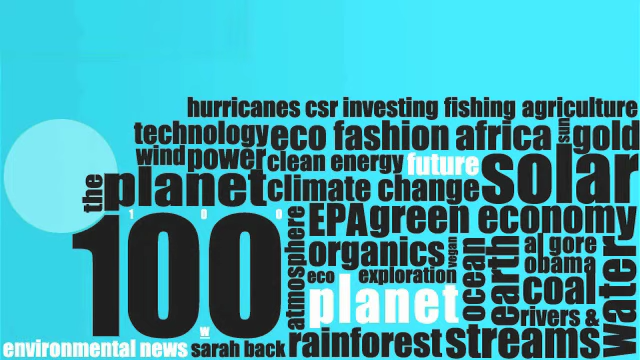 hurricanes csr investing fishing agriculture
technology eco fashion africa sun gold
wind power clean energy future solar
the planet climate change
1 0 0
100 atmosphere EPA green economy
organics vegan ocean earth al gore
eco exploration obama
planet coal water
rivers &
w
environmental news sarah back rainforest streams